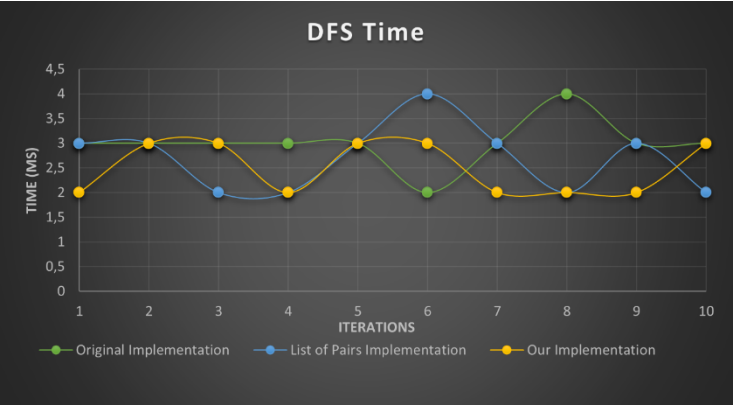 DFS Time
4,5
4
3,5
3
2,5
2
1,5
1
0,5
0
TIME (MS)
1 2 3 4 5 6 7 8 9 10
ITERATIONS
Original Implementation List of Pairs Implementation Our Implementation